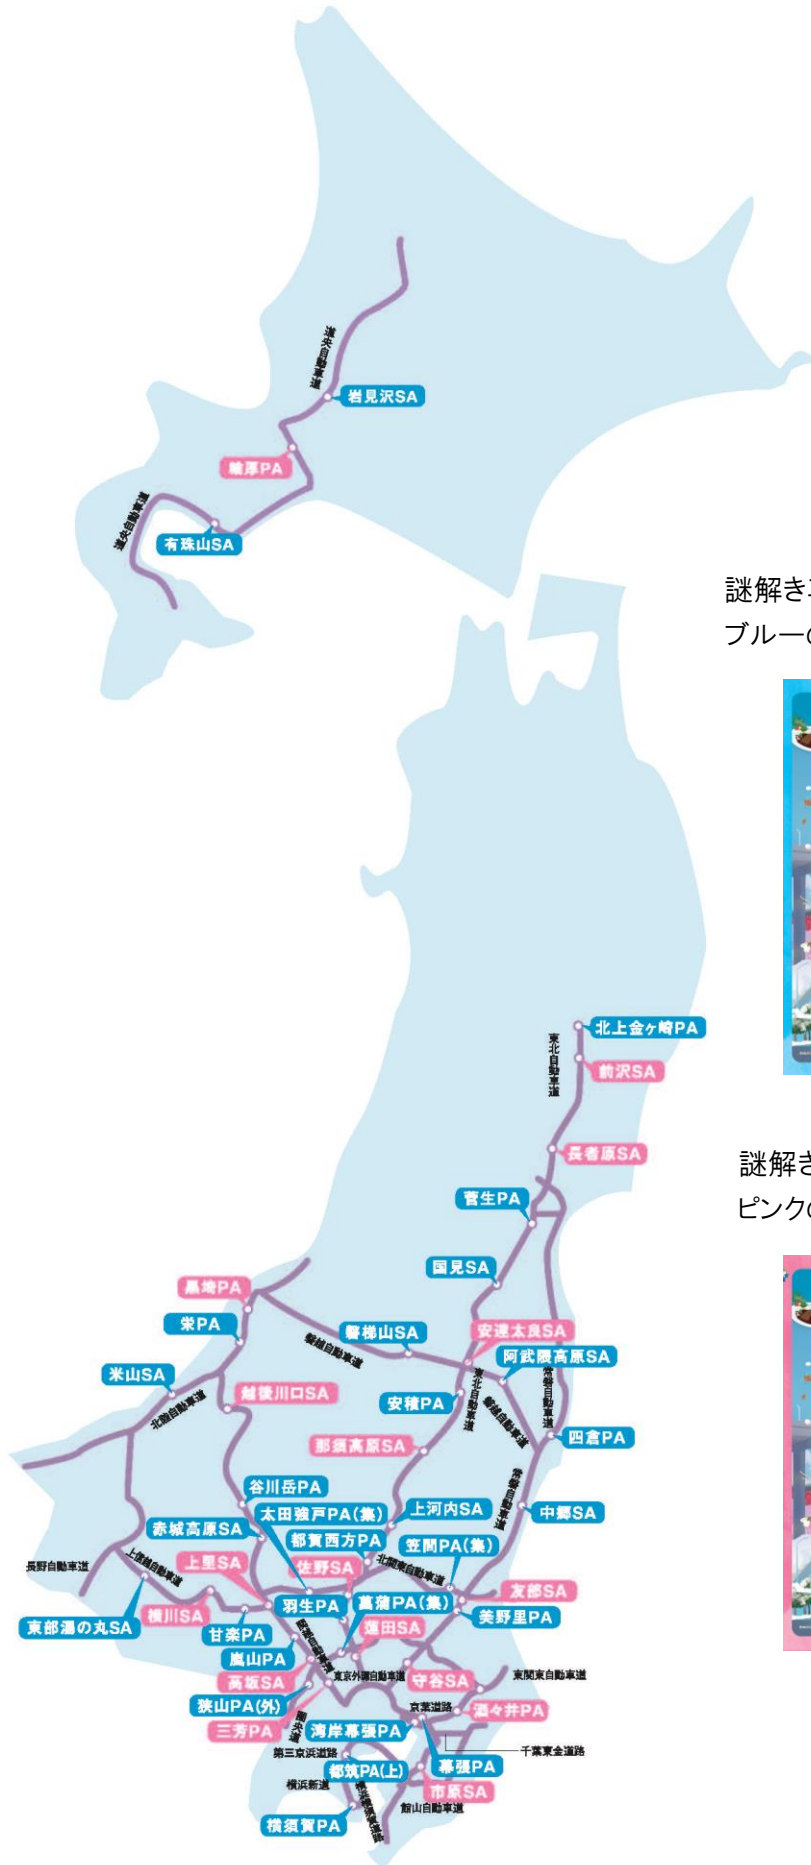 道央自動車道
岩見沢SA
輪厚PA
道央自動車道
有珠山SA
謎解き
ブルーの
北上金ヶ崎PA
東北自動車道
前沢SA
長者原SA
謎解き
ピンクの
菅生PA
国見SA
黒埼PA
栄PA
磐梯山SA
安達太良SA
磐越自動車道
阿武隈高原SA
米山SA
常磐自動車道
越後川口SA
安積PA
東北自動車道
磐越自動車道
北陸自動車道
四倉PA
那須高原SA
常磐自動車道
谷川岳PA
太田強戸PA(集)
上河内SA
中郷SA
赤城高原SA
都賀西方PA
笠間PA(集)
北関東自動車道
長野自動車道
上信越自動車道
上里SA
佐野SA
友部SA
横川SA
羽生PA
菖蒲PA(集)
東部湯の丸SA
甘楽PA
蓮田SA
美野里PA
嵐山PA
関越自動車道
高坂SA
東京外環自動車道
守谷SA
東関東自動車道
狭山PA(外)
京葉道路
酒々井PA
三芳PA
圏央道
湾岸幕張PA
第三京浜道路
千葉東金道路
都筑PA(上)
幕張PA
横浜新道
市原SA
館山自動車道
横須賀PA